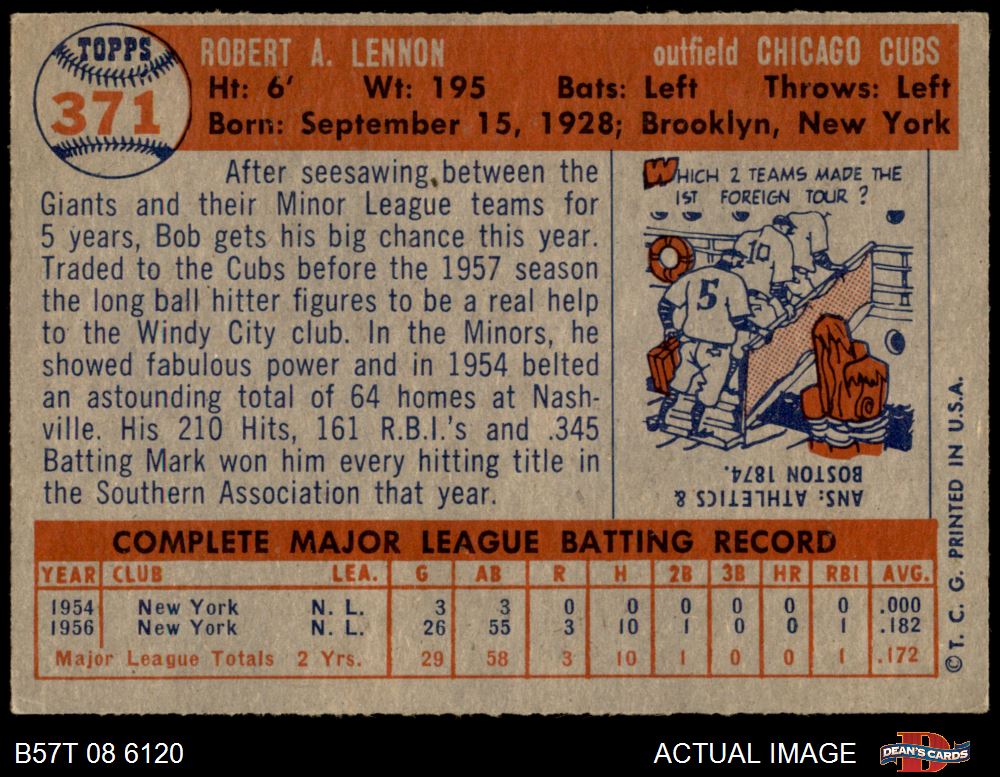 TOPPS
371
ROBERT A. LENNON outfield CHICAGO CUBS
Ht: 6' Wt: 195 Bats: Left Throws: Left
Born: September 15, 1928; Brooklyn, New York
After seesawing between the
Giants and their Minor League teams for
5 years, Bob gets his big chance this year.
Traded to the Cubs before the 1957 season
the long ball hitter figures to be a real help
to the Windy City club. In the Minors, he
showed fabulous power and in 1954 belted
an astounding total of 64 homes at Nash-
ville. His 210 Hits, 161 R.B.I.'s and .345
Batting Mark won him every hitting title in
the Southern Association that year.
WHICH 2 TEAMS MADE THE
1ST FOREIGN TOUR ?
10
5
ANS: ATHLETICS &
BOSTON 1874.
COMPLETE MAJOR LEAGUE BATTING RECORD
YEAR CLUB LEA. G AB R H 2B 3B HR RBI AVG.
1954 New York N. L. 3 3 0 0 0 0 0 0 .000
1956 New York N. L. 26 55 3 10 1 0 0 1 .182
Major League Totals 2 Yrs. 29 58 3 10 1 0 0 1 .172
© T. C. G. PRINTED IN U.S.A.
B57T 08 6120 ACTUAL IMAGE DEAN'S CARDS